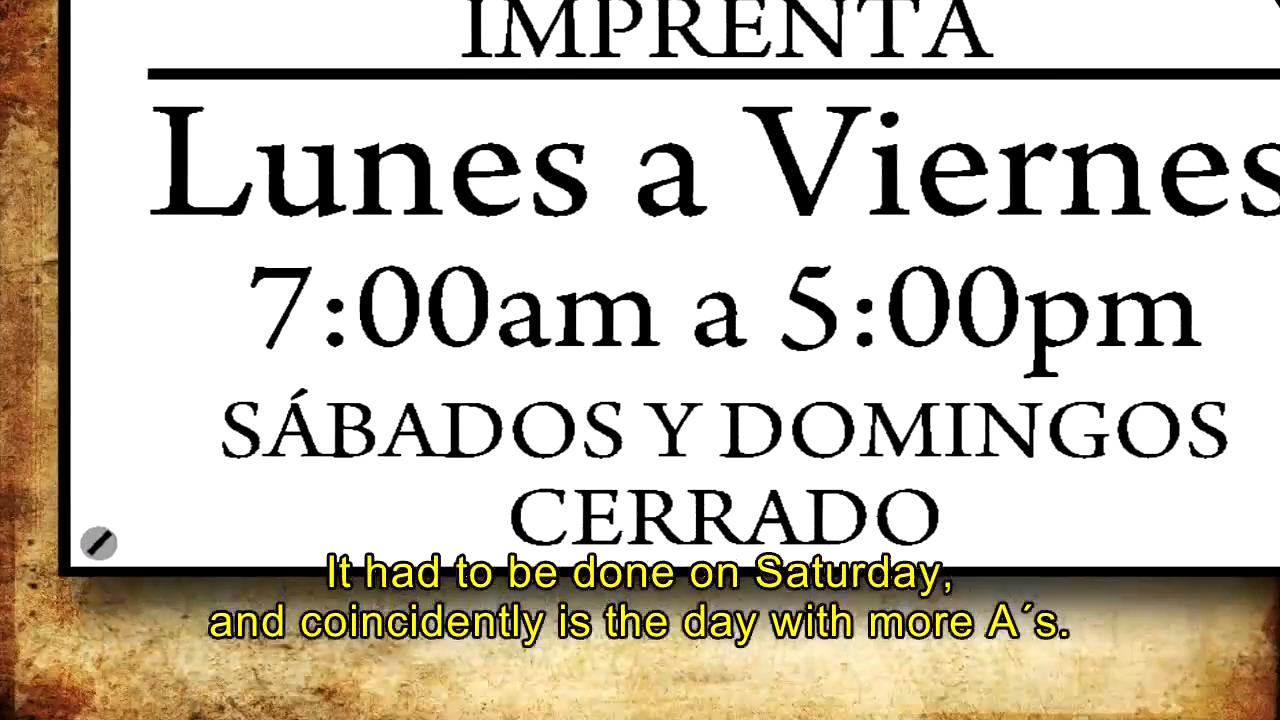 IMPRENTA
Lunes a Viernes
7:00am a 5:00pm
SÁBADOS Y DOMINGOS
CERRADO
It had to be done on Saturday,
and coincidently is the day with more A´s.